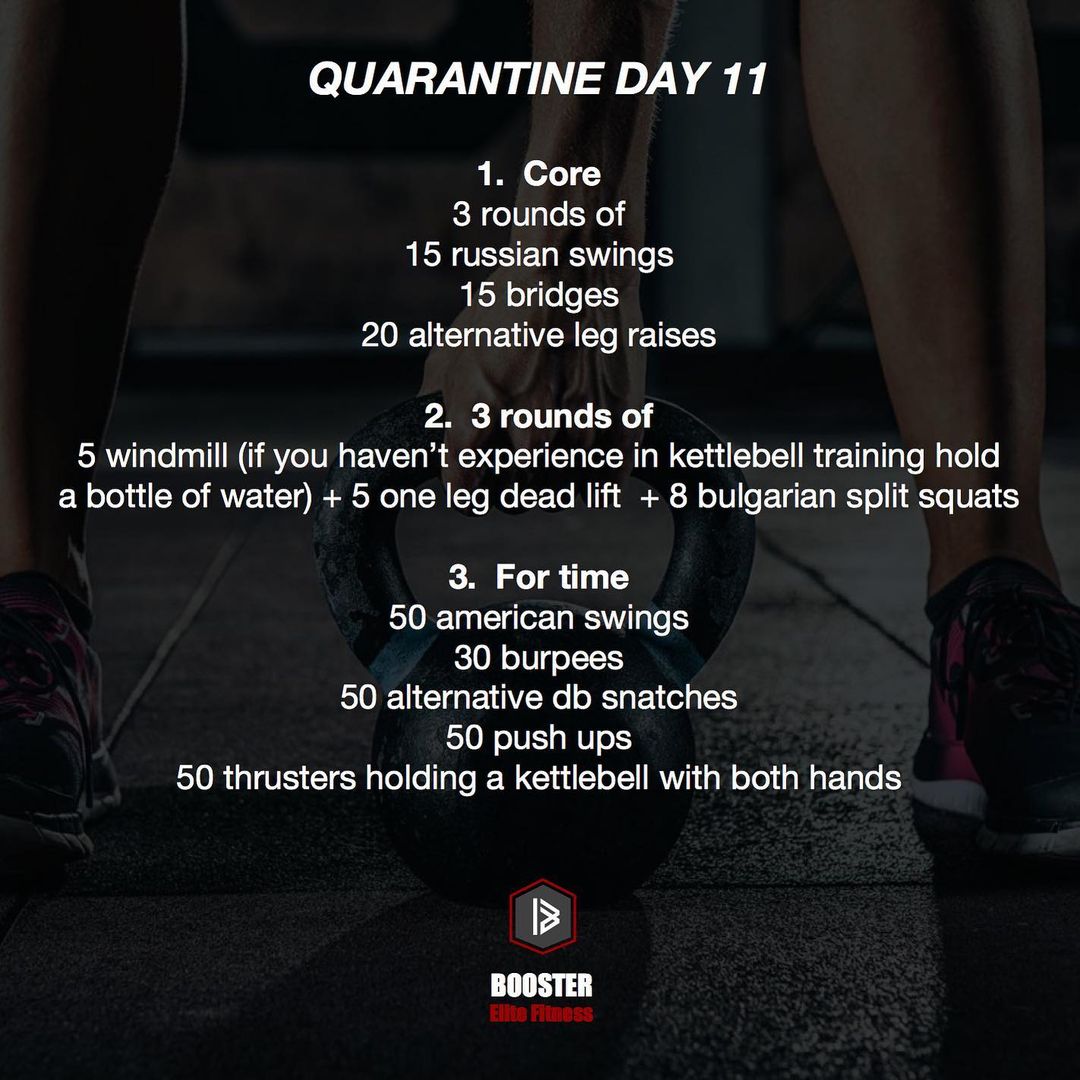 QUARANTINE DAY 11
1. Core
3 rounds of
15 russian swings
15 bridges
20 alternative leg raises
2. 3 rounds of
5 windmill (if you haven’t experience in kettlebell training hold
a bottle of water) + 5 one leg dead lift + 8 bulgarian split squats
3. For time
50 american swings
30 burpees
50 alternative db snatches
50 push ups
50 thrusters holding a kettlebell with both hands
BOOSTER
Elite Fitness